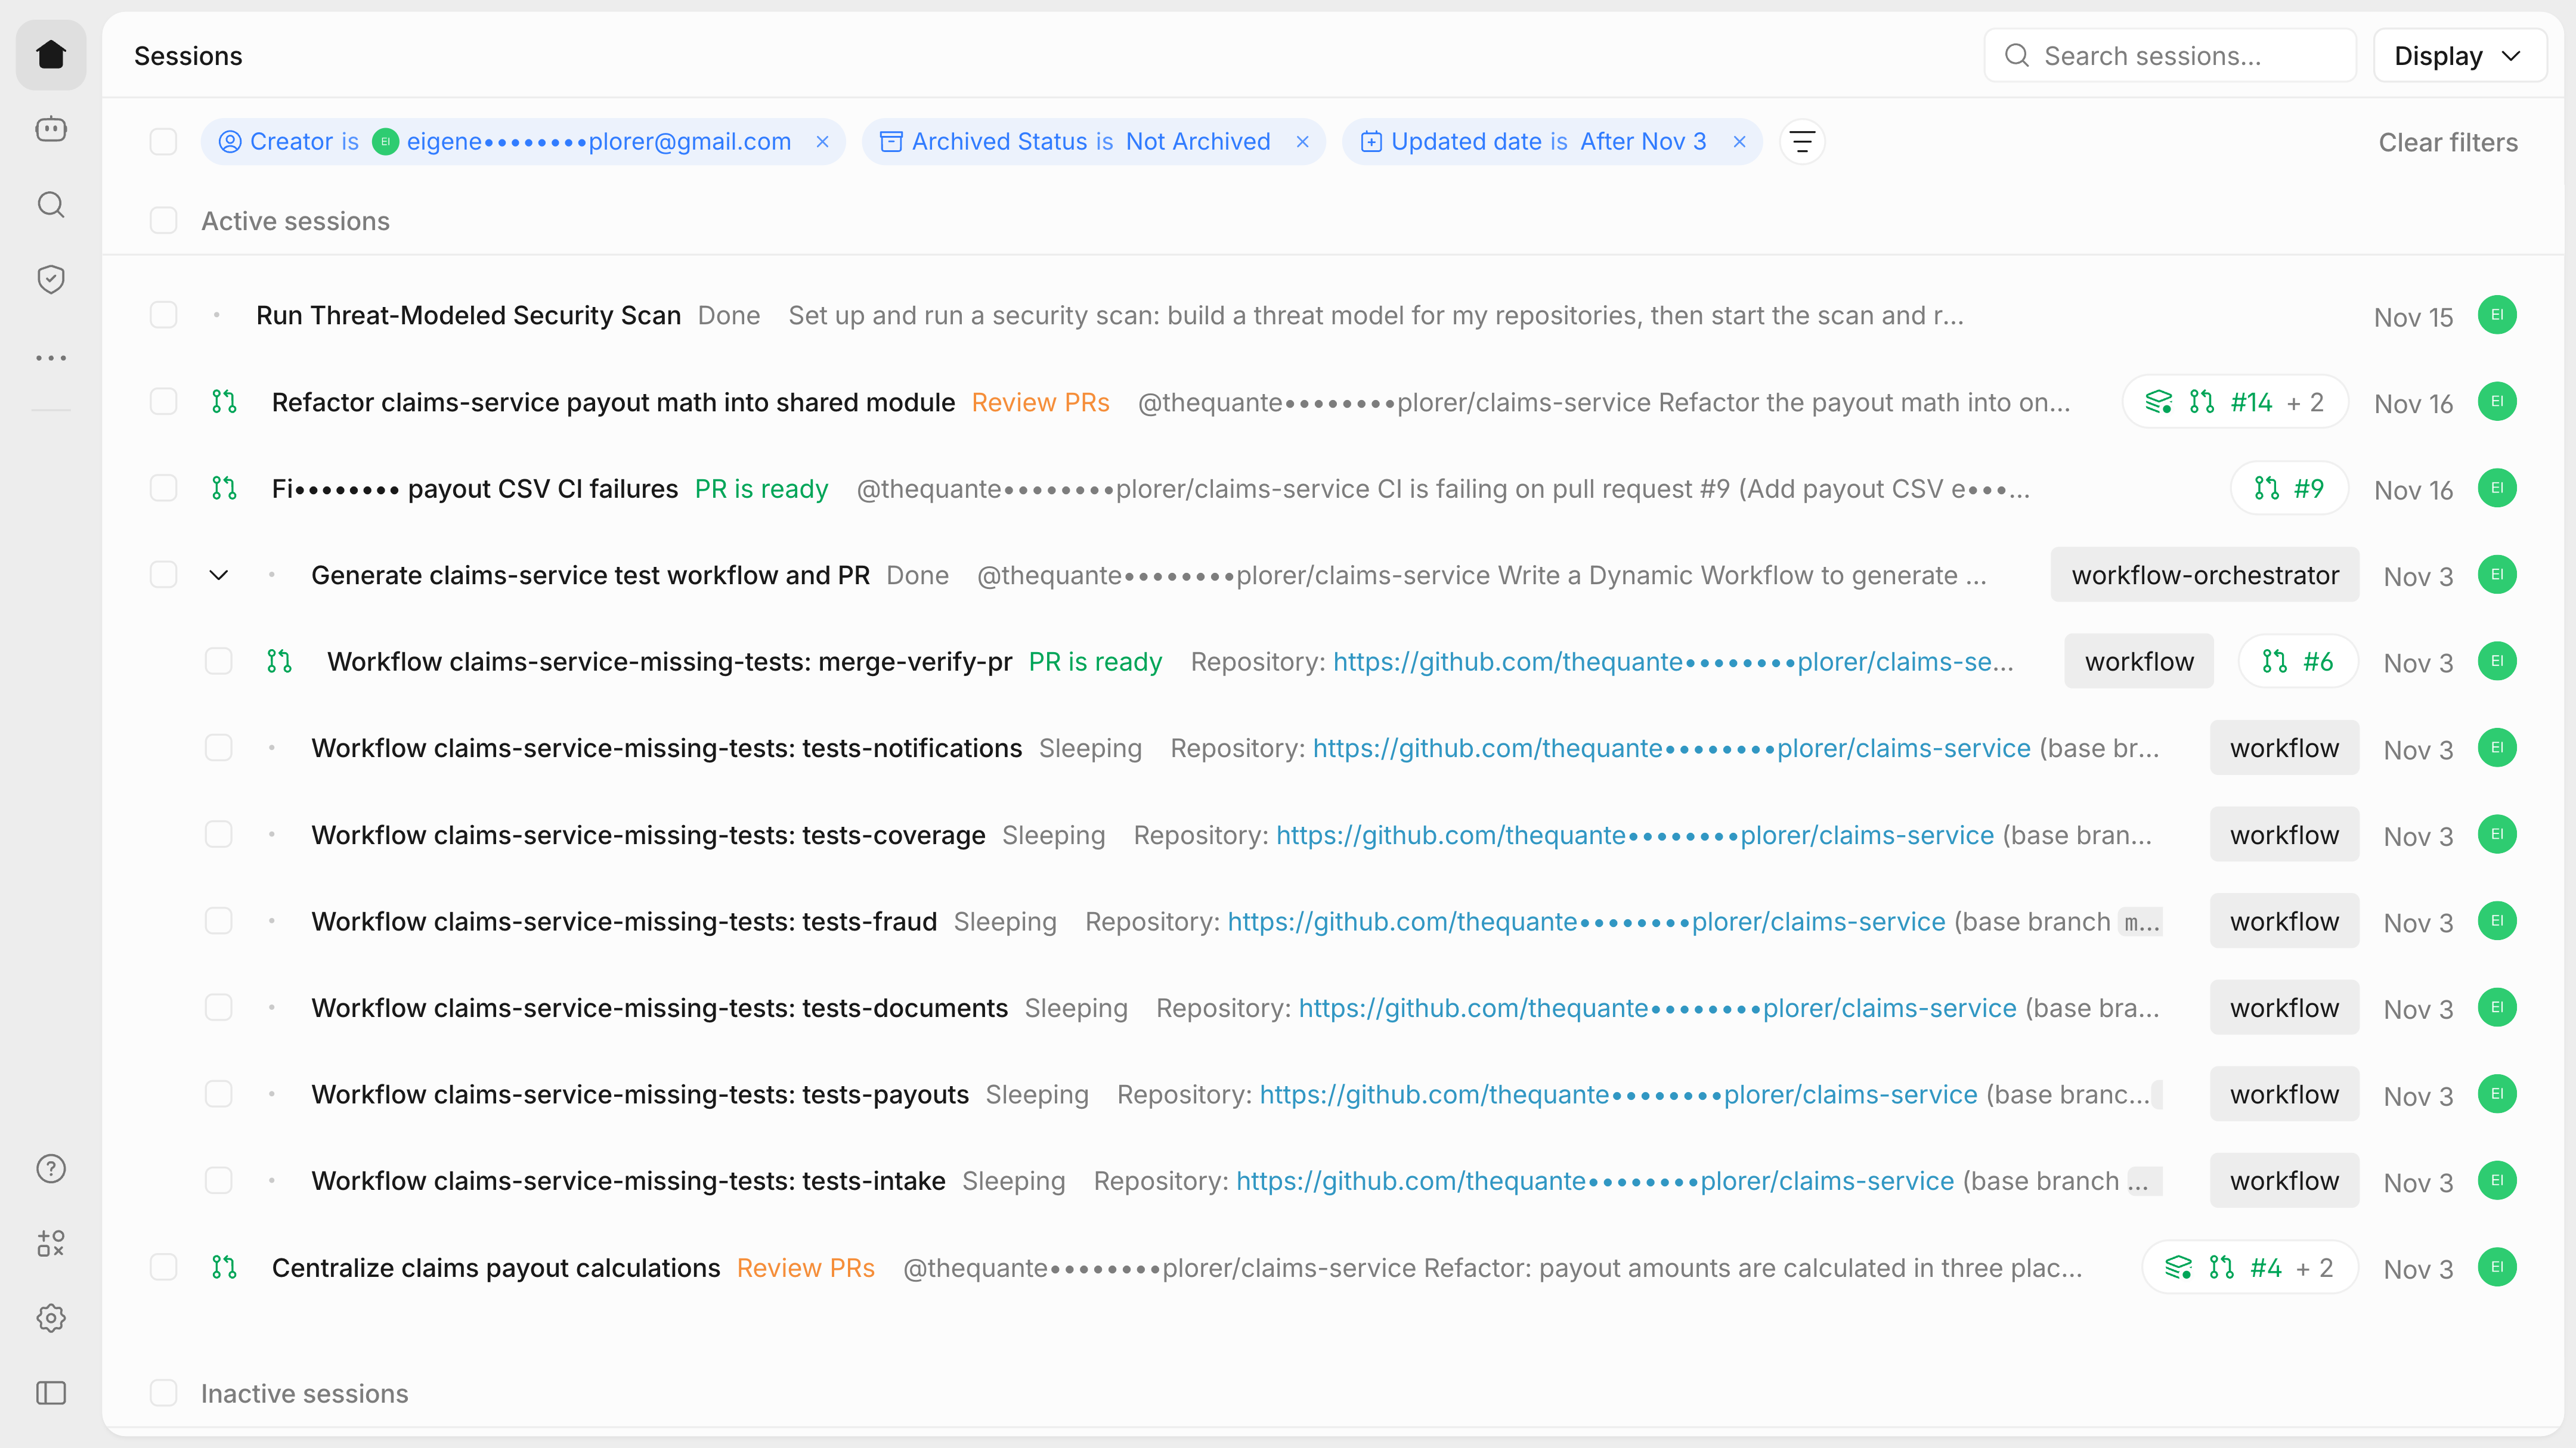 Sessions Search sessions... Display
Creator is EI eigene••••••••plorer@gmail.com × Archived Status is Not Archived × Updated date is After Nov 3 × Clear filters
Active sessions
Run Threat-Modeled Security Scan Done Set up and run a security scan: build a threat model for my repositories, then start the scan and r... Nov 15 EI
Refactor claims-service payout math into shared module Review PRs @thequante••••••••plorer/claims-service Refactor the payout math into on... #14 + 2 Nov 16 EI
Fi•••••••• payout CSV CI failures PR is ready @thequante••••••••plorer/claims-service CI is failing on pull request #9 (Add payout CSV e•••... #9 Nov 16 EI
Generate claims-service test workflow and PR Done @thequante••••••••plorer/claims-service Write a Dynamic Workflow to generate ... workflow-orchestrator Nov 3 EI
Workflow claims-service-missing-tests: merge-verify-pr PR is ready Repository: https://github.com/thequante••••••••plorer/claims-se... workflow #6 Nov 3 EI
Workflow claims-service-missing-tests: tests-notifications Sleeping Repository: https://github.com/thequante••••••••plorer/claims-service (base br... workflow Nov 3 EI
Workflow claims-service-missing-tests: tests-coverage Sleeping Repository: https://github.com/thequante••••••••plorer/claims-service (base bran... workflow Nov 3 EI
Workflow claims-service-missing-tests: tests-fraud Sleeping Repository: https://github.com/thequante••••••••plorer/claims-service (base branch m... workflow Nov 3 EI
Workflow claims-service-missing-tests: tests-documents Sleeping Repository: https://github.com/thequante••••••••plorer/claims-service (base bra... workflow Nov 3 EI
Workflow claims-service-missing-tests: tests-payouts Sleeping Repository: https://github.com/thequante••••••••plorer/claims-service (base branc... workflow Nov 3 EI
Workflow claims-service-missing-tests: tests-intake Sleeping Repository: https://github.com/thequante••••••••plorer/claims-service (base branch ... workflow Nov 3 EI
Centralize claims payout calculations Review PRs @thequante••••••••plorer/claims-service Refactor: payout amounts are calculated in three plac... #4 + 2 Nov 3 EI
Inactive sessions